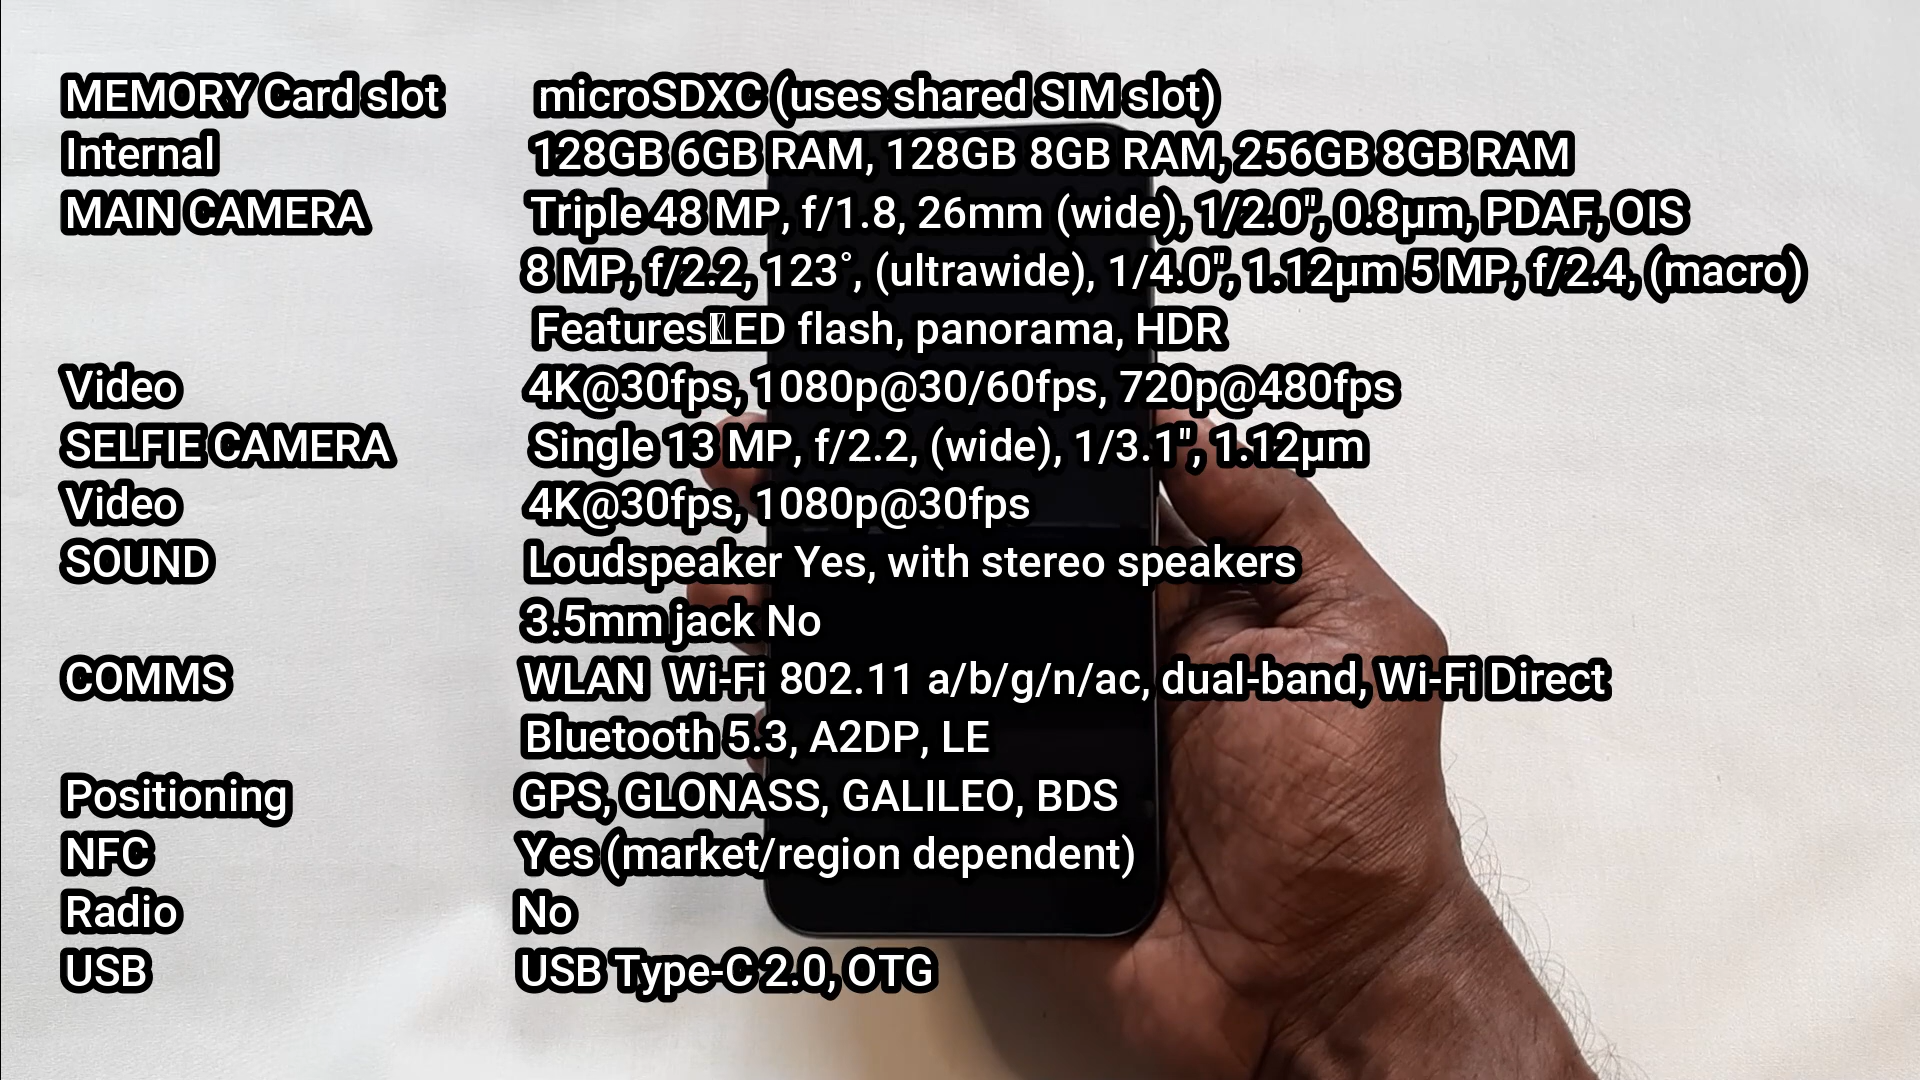 MEMORY Card slot microSDXC (uses shared SIM slot)
Internal 128GB 6GB RAM, 128GB 8GB RAM, 256GB 8GB RAM
MAIN CAMERA Triple 48 MP, f/1.8, 26mm (wide), 1/2.0", 0.8µm, PDAF, OIS
8 MP, f/2.2, 123˚, (ultrawide), 1/4.0", 1.12µm 5 MP, f/2.4, (macro)
Features LED flash, panorama, HDR
Video 4K@30fps, 1080p@30/60fps, 720p@480fps
SELFIE CAMERA Single 13 MP, f/2.2, (wide), 1/3.1", 1.12µm
Video 4K@30fps, 1080p@30fps
SOUND Loudspeaker Yes, with stereo speakers
3.5mm jack No
COMMS WLAN Wi-Fi 802.11 a/b/g/n/ac, dual-band, Wi-Fi Direct
Bluetooth 5.3, A2DP, LE
Positioning GPS, GLONASS, GALILEO, BDS
NFC Yes (market/region dependent)
Radio No
USB USB Type-C 2.0, OTG